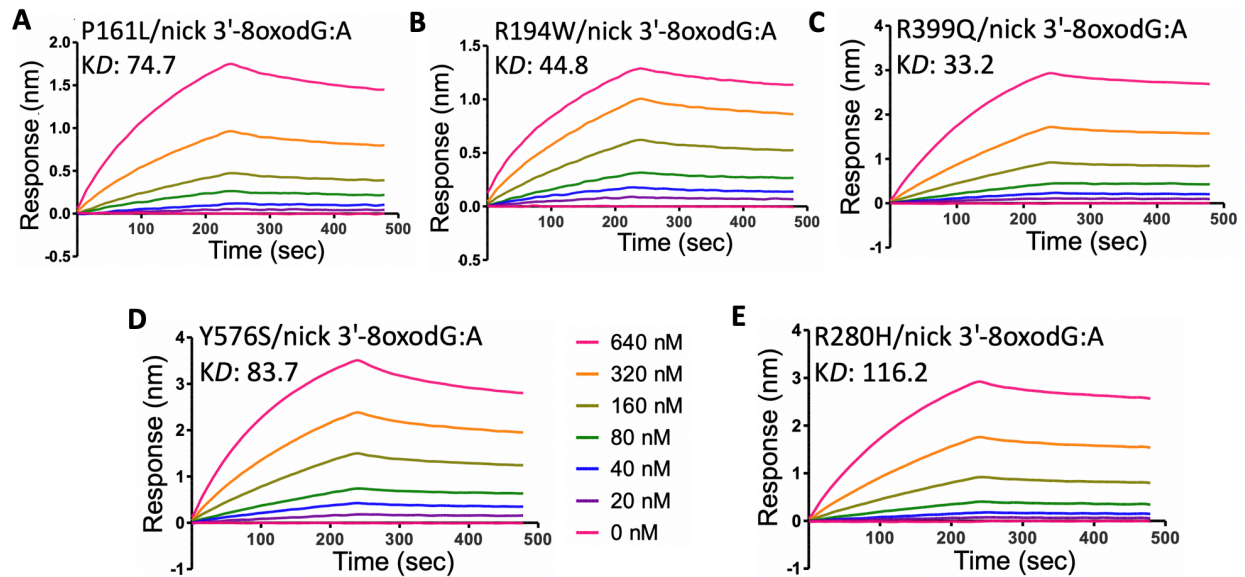 A
P161L/nick 3'-8oxodG:A
KD: 74.7
Response (nm)
2.0
1.5
1.0
0.5
0.0
-0.5
100
200
300
400
500
Time (sec)
B
R194W/nick 3'-8oxodG:A
KD: 44.8
Response (nm)
1.5
1.0
0.5
0.0
0.5
100
200
300
400
500
Time (sec)
C
R399Q/nick 3'-8oxodG:A
KD: 33.2
Response (nm)
4
3
2
1
0
-1
100
200
300
400
500
Time (sec)
D
Y576S/nick 3'-8oxodG:A
KD: 83.7
Response (nm)
4
3
2
1
0
-1
100
200
300
400
500
Time (sec)
640 nM
320 nM
160 nM
80 nM
40 nM
20 nM
0 nM
E
R280H/nick 3'-8oxodG:A
KD: 116.2
Response (nm)
4
3
2
1
0
-1
100
200
300
400
500
Time (sec)